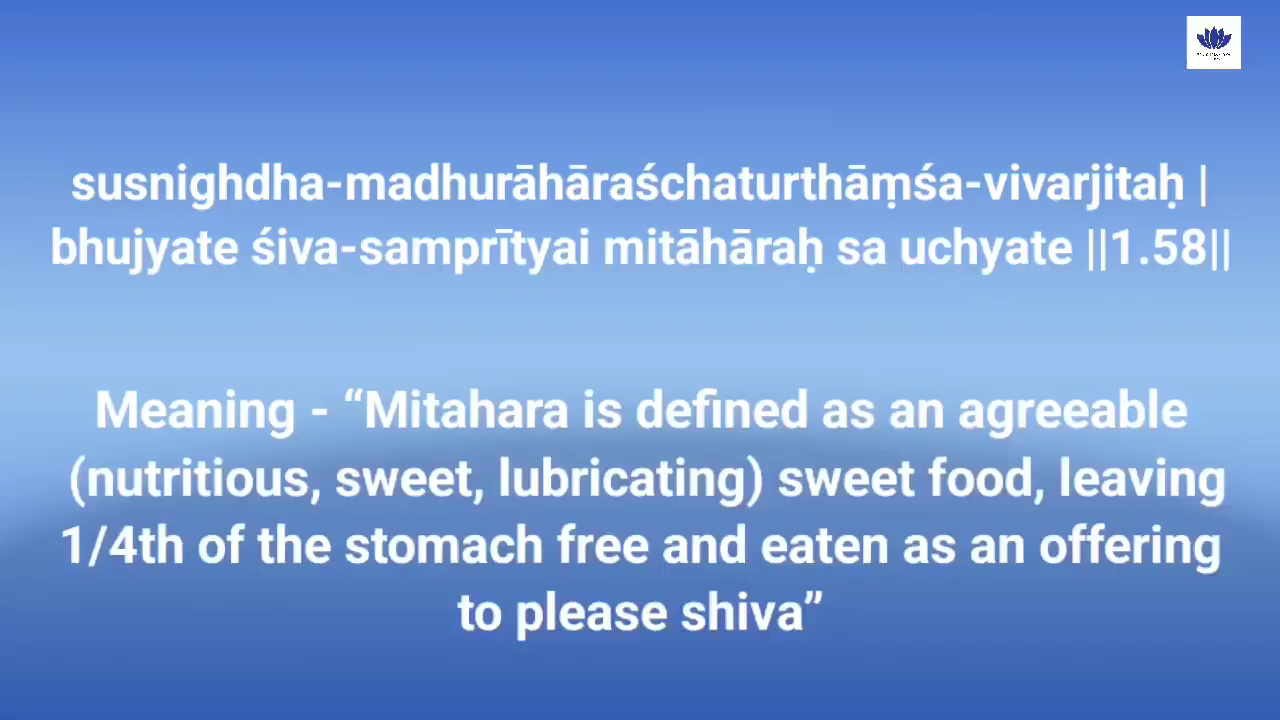 susnighdha-madhurāhāraśchaturthāṃśa-vivarjitaḥ |
bhujyate śiva-samprītyai mitāhāraḥ sa uchyate ||1.58||
Meaning - “Mitahara is defined as an agreeable
(nutritious, sweet, lubricating) sweet food, leaving
1/4th of the stomach free and eaten as an offering
to please shiva”